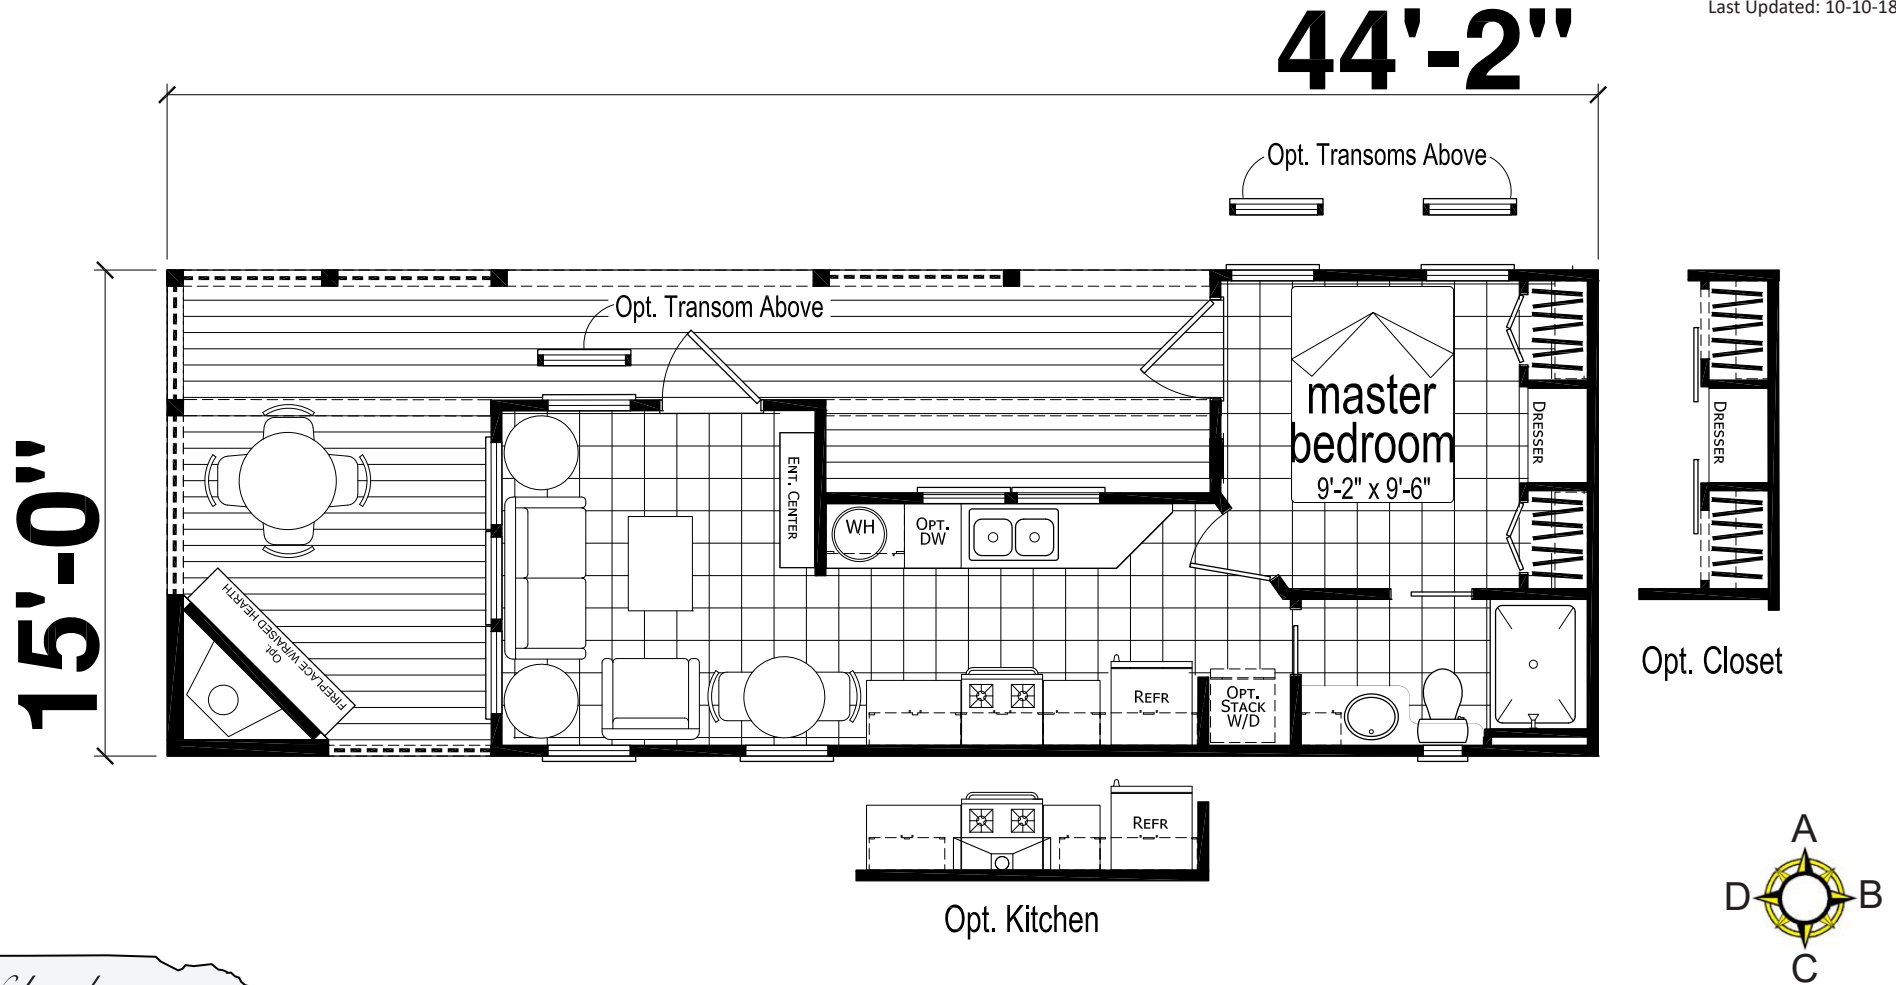 Last Updated: 10-10-18
44'-2"
Opt. Transoms Above
Opt. Transom Above
15'-0"
master
bedroom
9'-2" x 9'-6"
DRESSER
DRESSER
ENT. CENTER
WH
OPT.
DW
Opt.
FIREPLACE W/RAISED HEARTH
REFR
OPT.
STACK
W/D
Opt. Closet
REFR
Opt. Kitchen
A
D
B
C